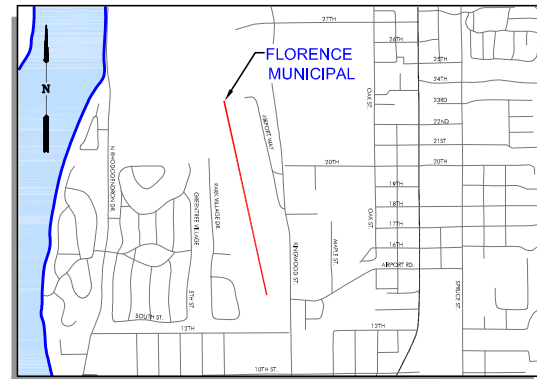 27TH
26TH
25TH
FLORENCE
MUNICIPAL
24TH
N
OAK ST.
23RD
AIRPORT WAY
22ND
N RHODODENDRON DR.
21ST
20TH
20TH
PARK VILLAGE DR.
GREENTREE VILLAGE
19TH
18TH
OAK ST.
17TH
KINGWOOD ST
MAPLE ST.
16TH
AIRPORT RD.
5TH ST
SPRUCE ST
SOUTH ST.
12TH
12TH
10TH ST.